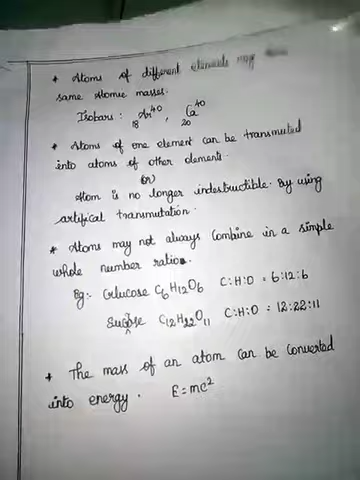 * Atoms of different elements may have
same atomic masses.
Isobars : ₁₈Ar⁴⁰ , ₂₀Ca⁴⁰
* Atoms of one element can be transmuted
into atoms of other elements.
(or)
Atom is no longer indestructible. By using
artifical transmutation.
* Atoms may not always combine in a simple
whole number ratio.
Eg:- Glucose C₆H₁₂O₆ C:H:O = 6:12:6
Sucrose C₁₂H₂₂O₁₁ C:H:O = 12:22:11
* The mass of an atom can be converted
into energy. E=mc²